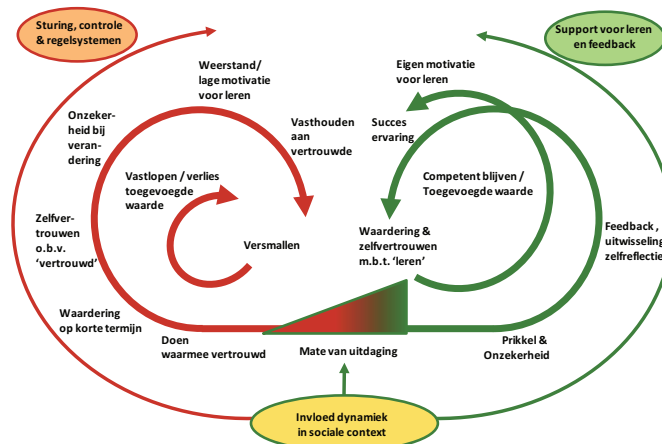 Sturing, controle
& regelsystemen
Support voor leren
en feedback
Weerstand/
lage motivatie
voor leren
Eigen motivatie
voor leren
Onzeker-
heid bij
veran-
dering
Vasthouden
aan
vertrouwde
Succes
ervaring
Vastlopen / verlies
toegevoegde
waarde
Competent blijven /
Toegevoegde waarde
Zelfver-
trouwen
o.b.v.
‘vertrouwd’
Versmallen
Waardering &
zelfvertrouwen
m.b.t. ‘leren’
Feedback ,
uitwisseling
zelfreflectie
Waardering
op korte termijn
Doen
waarmee vertrouwd
Mate van uitdaging
Prikkel &
Onzekerheid
Invloed dynamiek
in sociale context